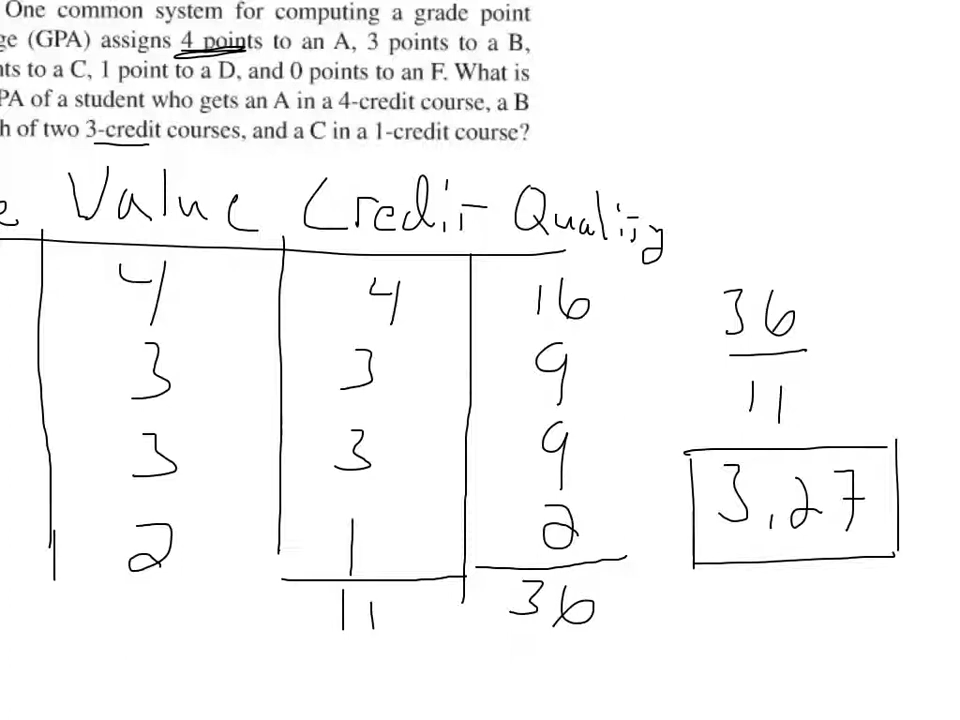 One common system for computing a grade point
ge (GPA) assigns 4 points to an A, 3 points to a B,
nts to a C, 1 point to a D, and 0 points to an F. What is
PA of a student who gets an A in a 4-credit course, a B
h of two 3-credit courses, and a C in a 1-credit course?
e Value Credit Quality
4 4 16
3 3 9
3 3 9
2 1 2
11 36
36
11
3.27